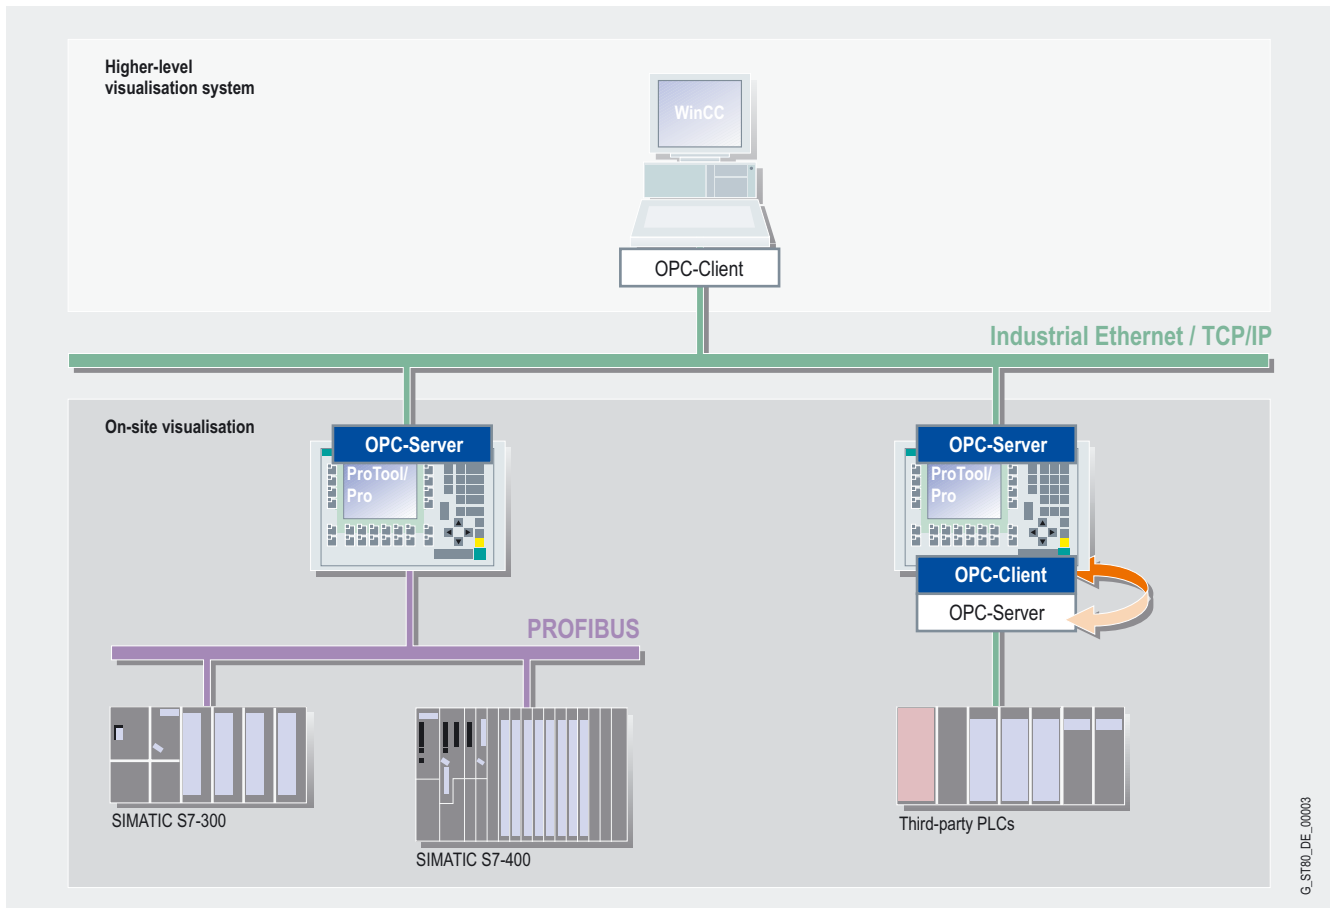 Higher-level
visualisation system
WinCC
OPC-Client
Industrial Ethernet / TCP/IP
On-site visualisation
OPC-Server
ProTool/
Pro
OPC-Server
ProTool/
Pro
OPC-Client
OPC-Server
PROFIBUS
SIMATIC S7-300
SIMATIC S7-400
Third-party PLCs
G_ST80_DE_00003